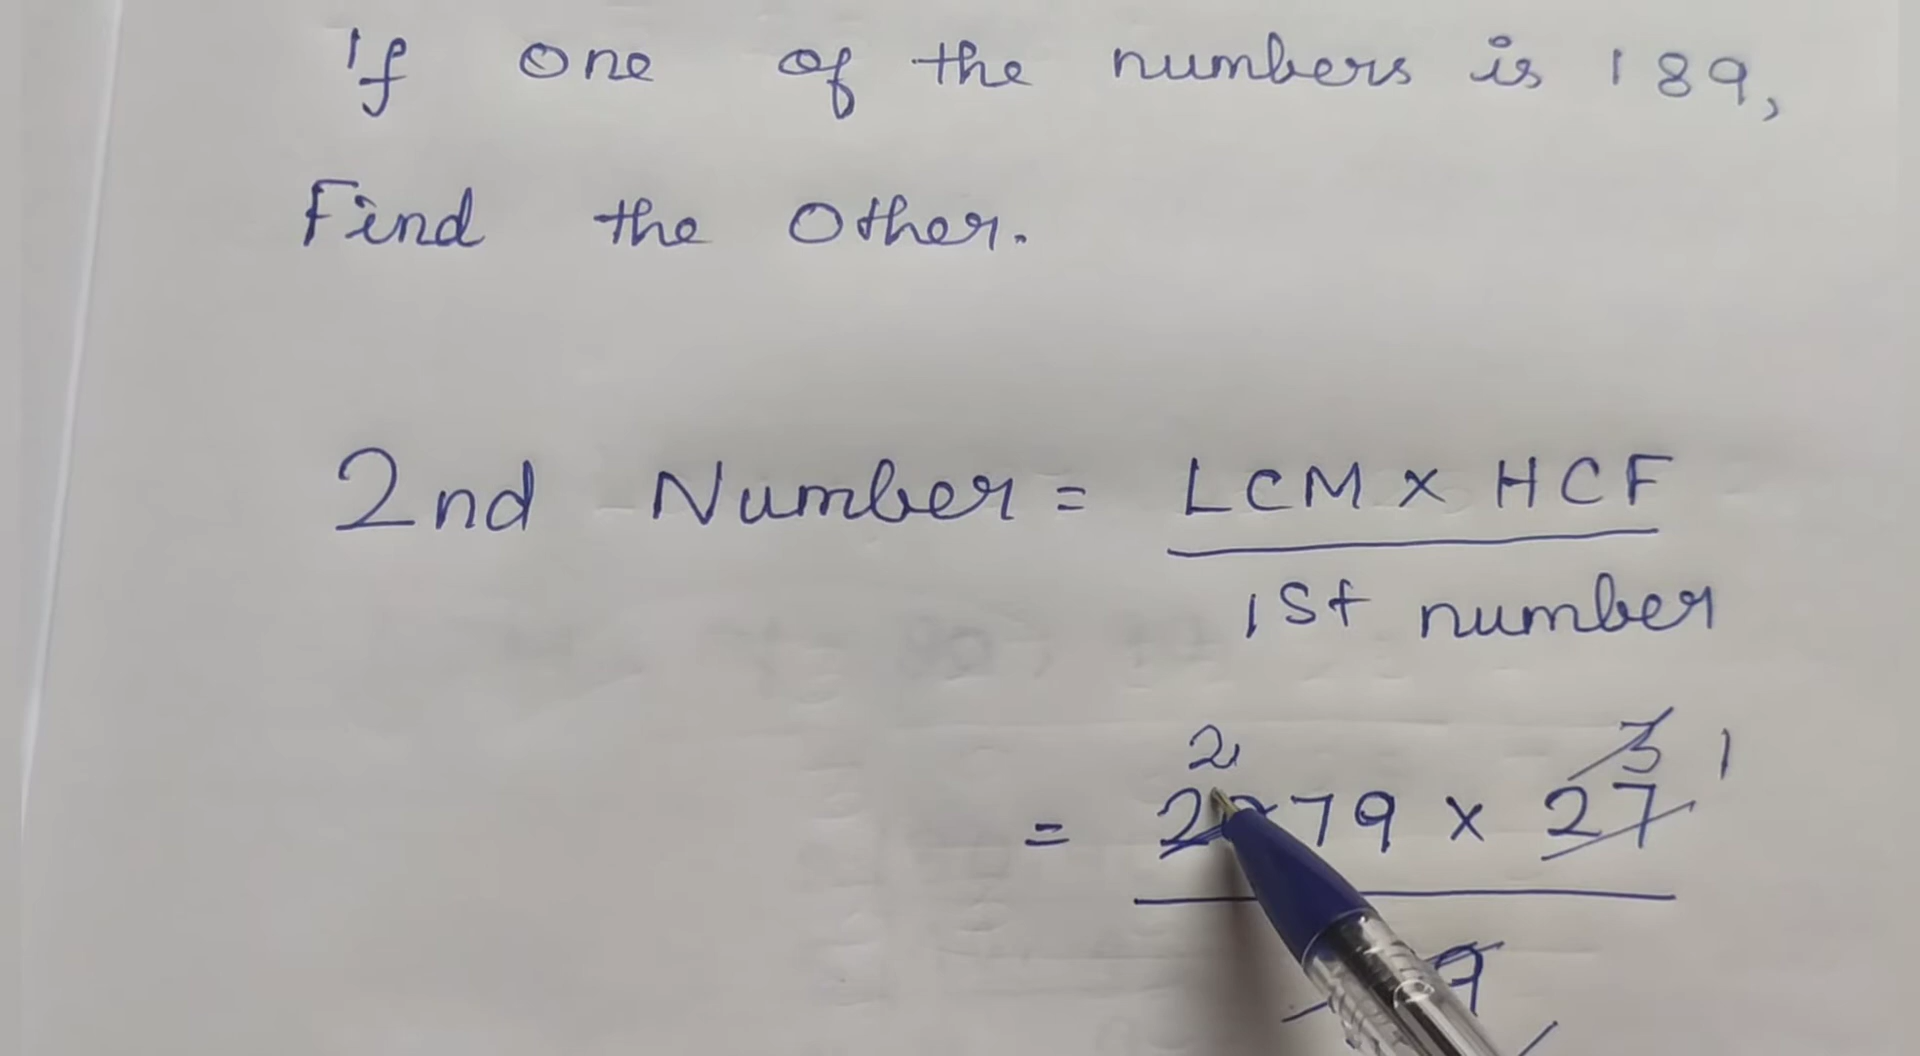 If one of the numbers is 189,
Find the Other.
2nd Number = LCM x HCF
1st number
2 3 1
= 79 x 27
9